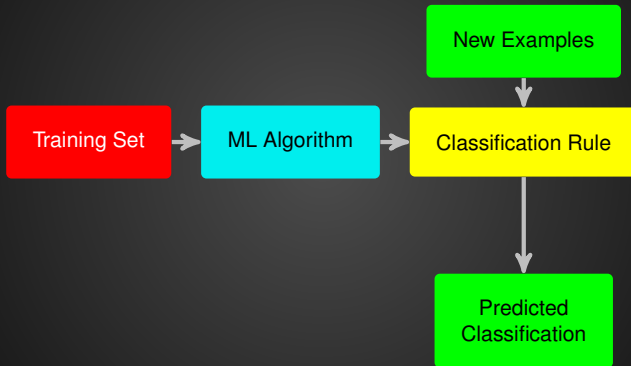 New Examples
Training Set
ML Algorithm
Classification Rule
Predicted
Classification